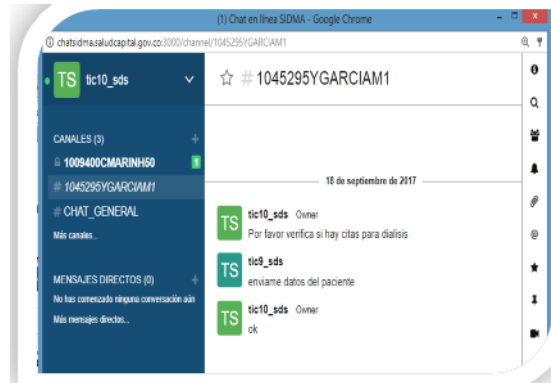 (1) Chat en línea SIDMA - Google Chrome
chatsidma.saludcapital.gov.co:3000/channel/1045295YGARCIAM1
TS tic10_sds
# 1045295YGARCIAM1
CANALES (3)
1009400CMARINH50 1
# 1045295YGARCIAM1
# CHAT_GENERAL
Más canales...
MENSAJES DIRECTOS (0)
No has comenzado ninguna conversación aún
Más mensajes directos...
18 de septiembre de 2017
TS tic10_sds Owner
Por favor verifica si hay citas para dialisis
TS tic9_sds
enviame datos del paciente
TS tic10_sds Owner
ok